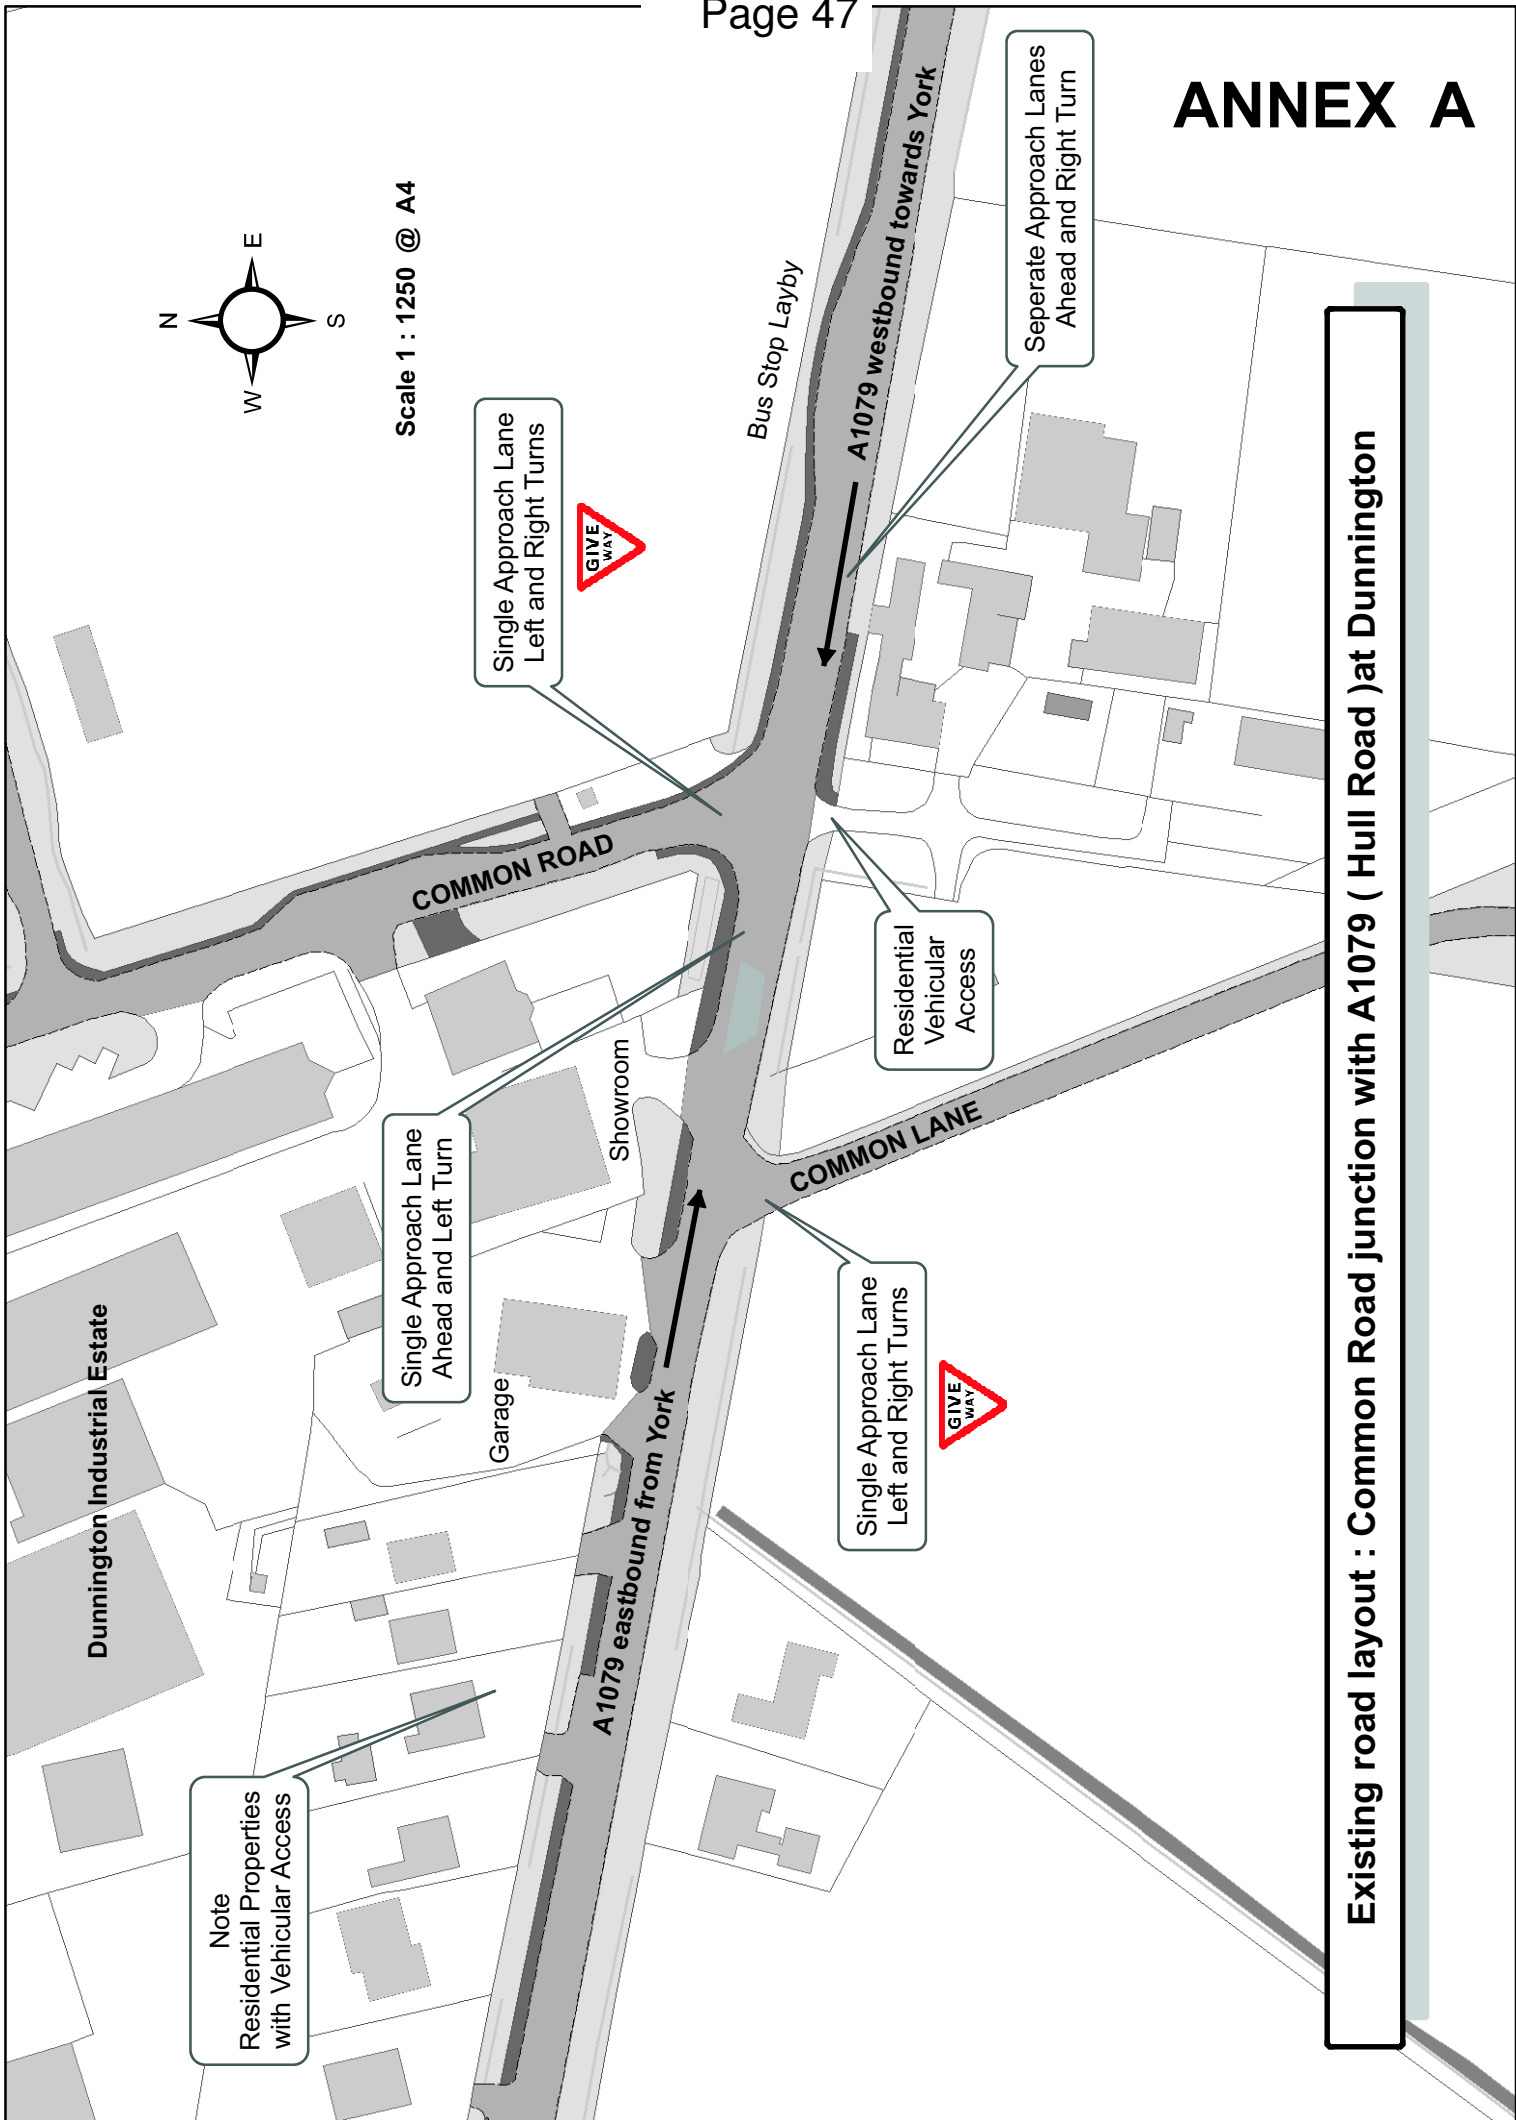 Page 47
ANNEX A
N
W
E
S
Scale 1 : 1250 @ A4
Single Approach Lane
Left and Right Turns
GIVE
WAY
Bus Stop Layby
A1079 westbound towards York
Seperate Approach Lanes
Ahead and Right Turn
COMMON ROAD
Residential
Vehicular
Access
Showroom
Single Approach Lane
Ahead and Left Turn
COMMON LANE
Single Approach Lane
Left and Right Turns
GIVE
WAY
Garage
Dunnington Industrial Estate
A1079 eastbound from York
Note
Residential Properties
with Vehicular Access
Existing road layout : Common Road junction with A1079 ( Hull Road )at Dunnington